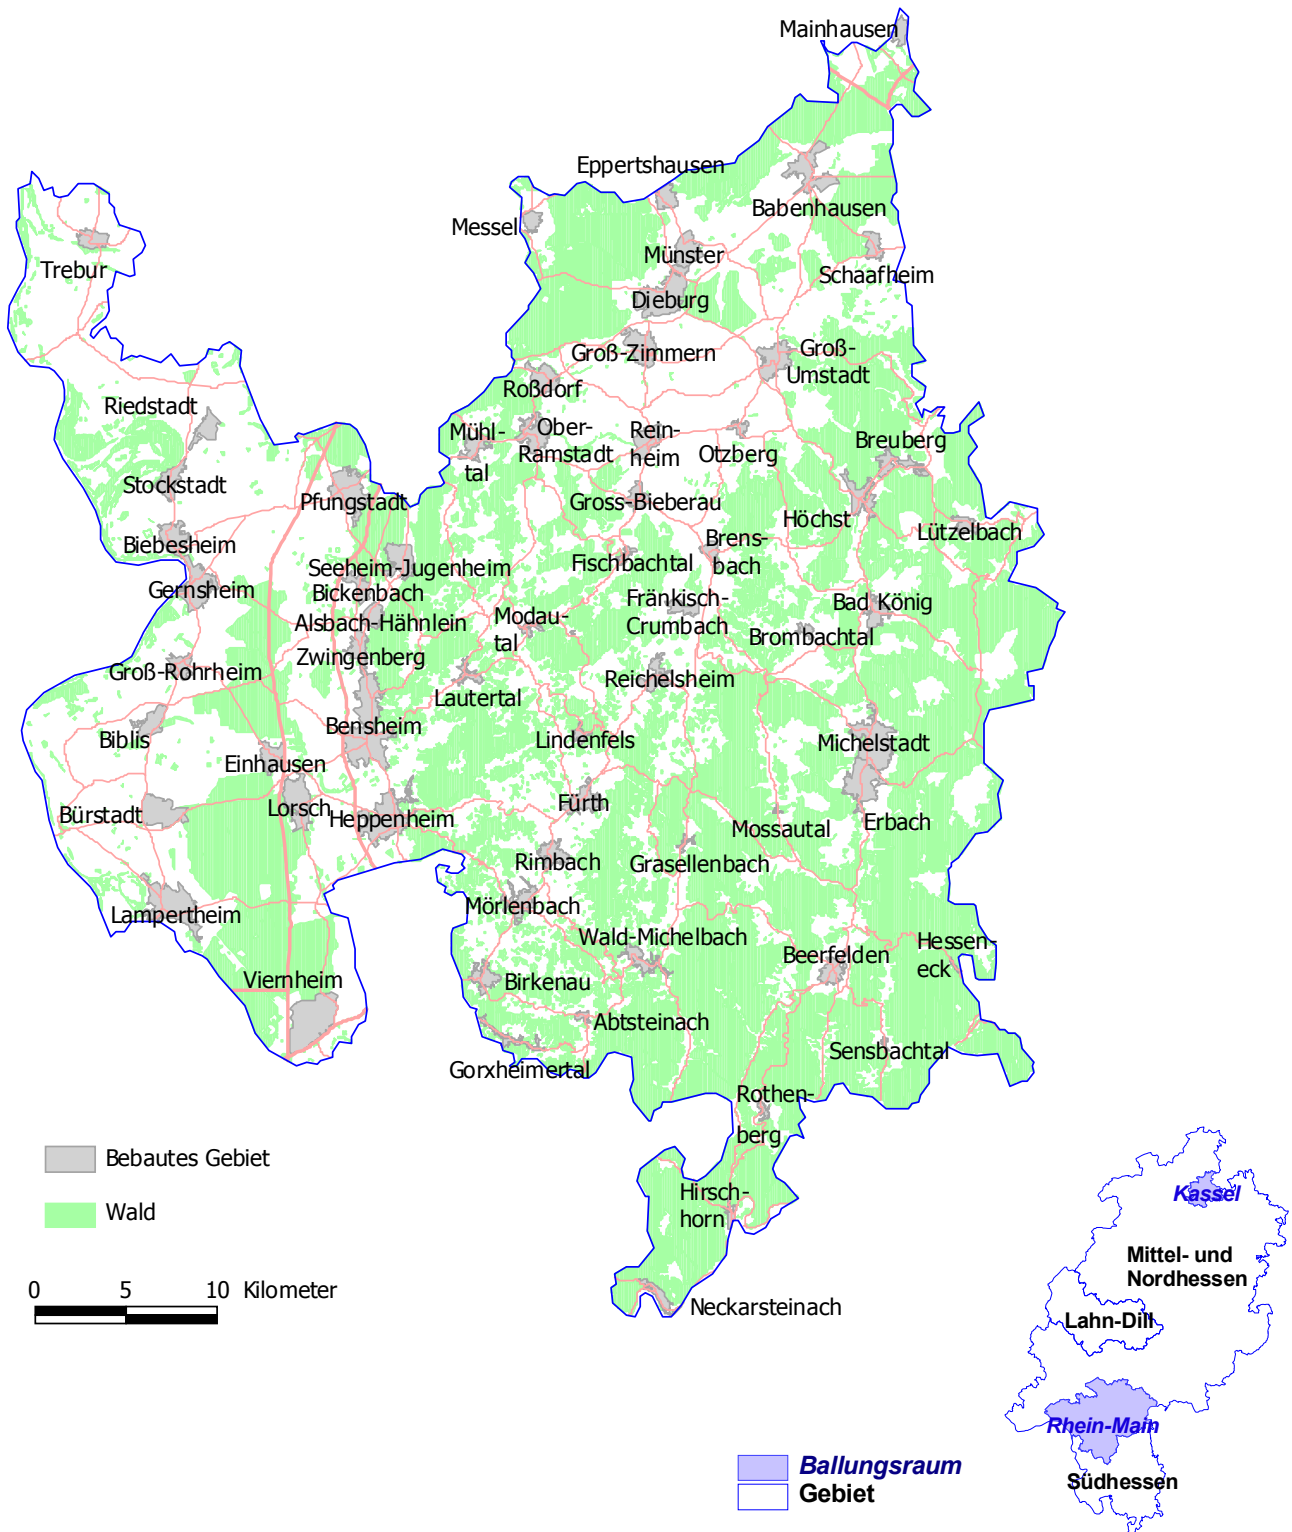 Mainhausen
Eppertshausen
Babenhausen
Messel
Münster
Trebur
Schaafheim
Dieburg
Groß-Zimmern
Groß-
Umstadt
Roßdorf
Riedstadt
Mühl-
tal
Ober-
Ramstadt
Rein-
heim
Otzberg
Breuberg
Stockstadt
Pfungstadt
Gross-Bieberau
Höchst
Lützelbach
Biebesheim
Brens-
bach
Seeheim-Jugenheim
Fischbachtal
Gernsheim
Bickenbach
Fränkisch-
Crumbach
Bad König
Alsbach-Hähnlein
Modau-
tal
Brombachtal
Zwingenberg
Groß-Rohrheim
Reichelsheim
Lautertal
Bensheim
Biblis
Lindenfels
Michelstadt
Einhausen
Fürth
Lorsch
Bürstadt
Heppenheim
Mossautal
Erbach
Rimbach
Grasellenbach
Mörlenbach
Lampertheim
Wald-Michelbach
Hessen-
eck
Beerfelden
Viernheim
Birkenau
Abtsteinach
Sensbachtal
Gorxheimertal
Rothen-
berg
Hirsch-
horn
Neckarsteinach
Bebautes Gebiet
Wald
0 5 10 Kilometer
Kassel
Mittel- und
Nordhessen
Lahn-Dill
Rhein-Main
Südhessen
Ballungsraum
Gebiet